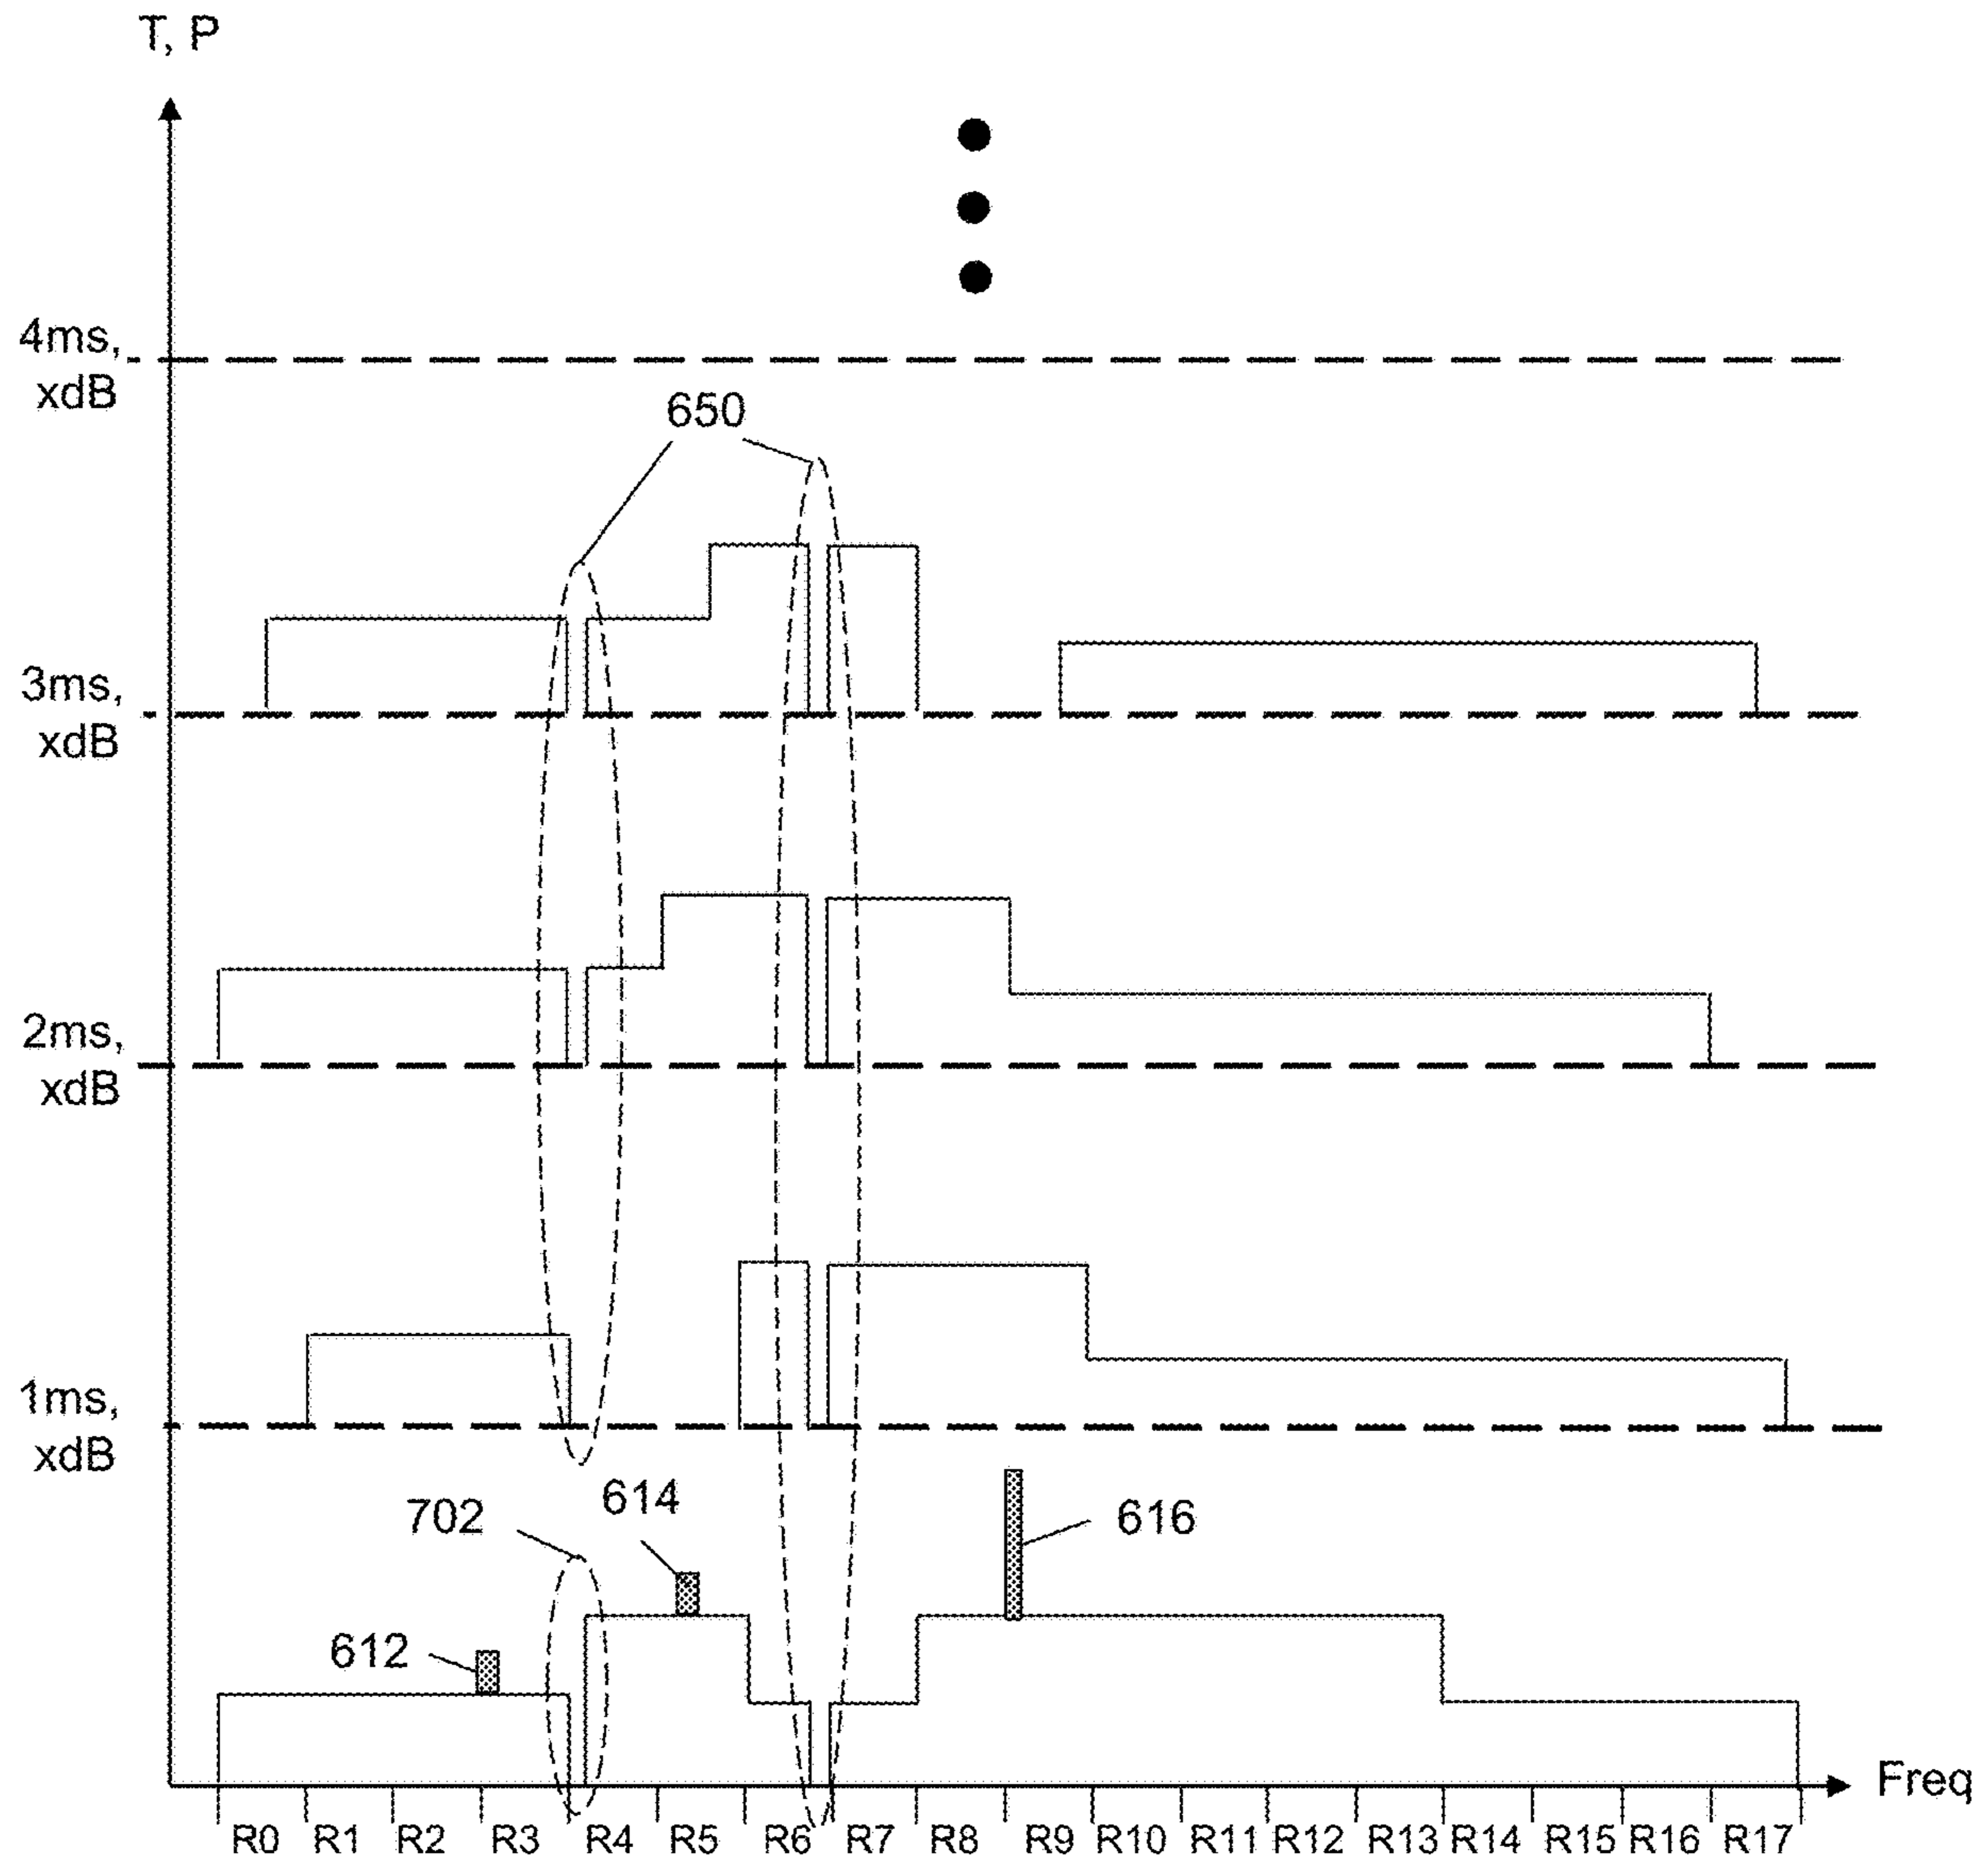 T, P
4ms,
xdB
650
3ms,
xdB
2ms,
xdB
1ms,
xdB
702
614
616
612
Freq
R0 R1 R2 R3 R4 R5 R6 R7 R8 R9 R10 R11 R12 R13 R14 R15 R16 R17